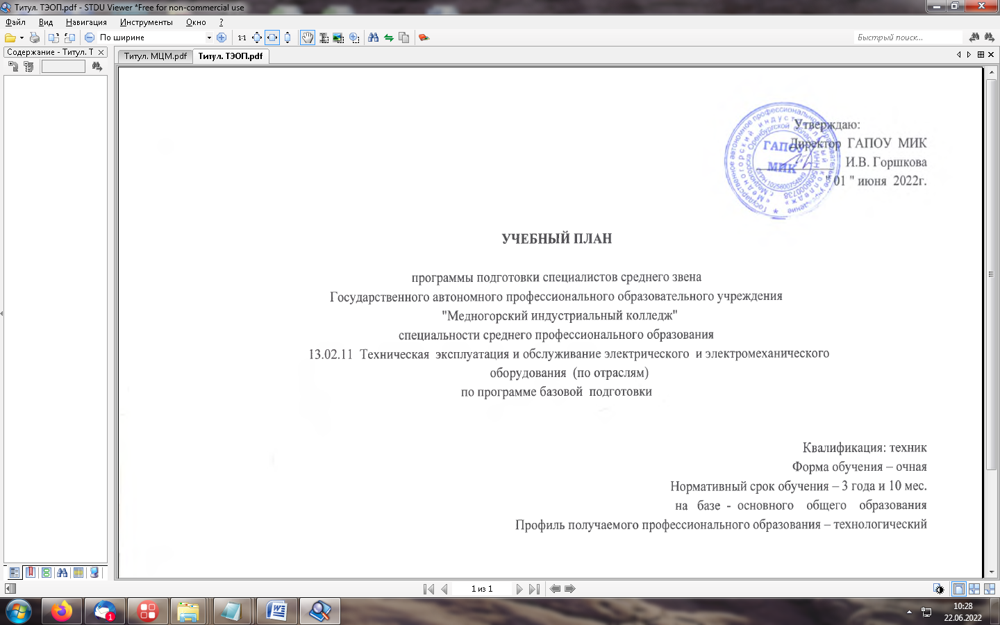 Титул. ТЭОП.pdf - STDU Viewer *Free for non-commercial use
Файл Вид Навигация Инструменты Окно ?
По ширине
1:1
Быстрый поиск...
Содержание - Титул. Т
Титул. МЦМ.pdf
Титул. ТЭОП.pdf
Утверждаю:
Директор ГАПОУ МИК
И.В. Горшкова
" 01 " июня 2022г.
ГАПОУ
МИК
УЧЕБНЫЙ ПЛАН
программы подготовки специалистов среднего звена
Государственного автономного профессионального образовательного учреждения
"Медногорский индустриальный колледж"
специальности среднего профессионального образования
13.02.11 Техническая эксплуатация и обслуживание электрического и электромеханического
оборудования (по отраслям)
по программе базовой подготовки
Квалификация: техник
Форма обучения – очная
Нормативный срок обучения – 3 года и 10 мес.
на базе - основного общего образования
Профиль получаемого профессионального образования – технологический
1 из 1
1
10:28
22.06.2022